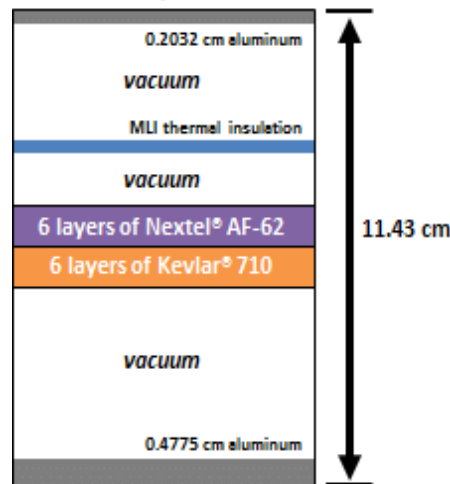 0.2032 cm aluminum
vacuum
MLI thermal insulation
vacuum
6 layers of Nextel® AF-62
11.43 cm
6 layers of Kevlar® 710
vacuum
0.4775 cm aluminum